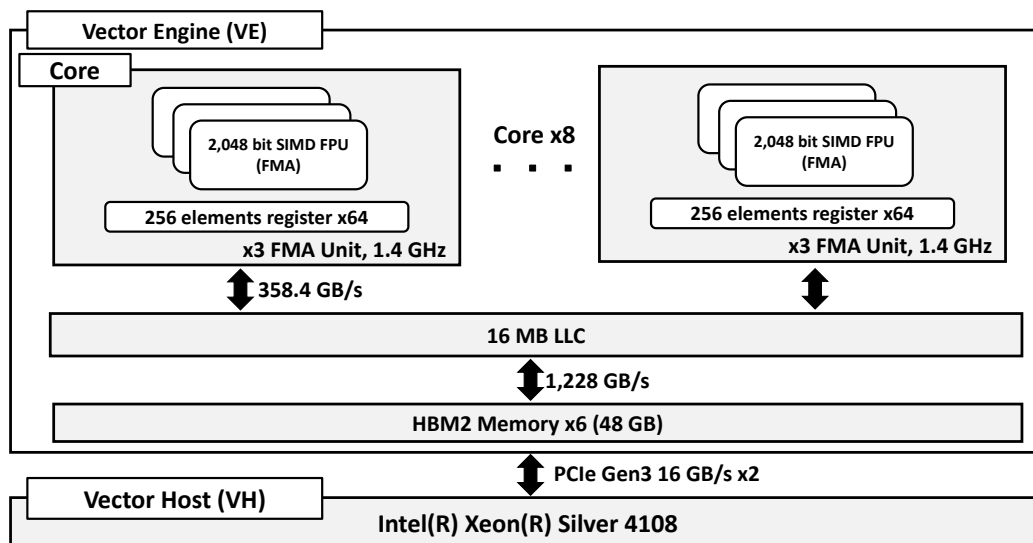 Vector Engine (VE)
Core
2,048 bit SIMD FPU
(FMA)
256 elements register x64
x3 FMA Unit, 1.4 GHz
Core x8
. . .
2,048 bit SIMD FPU
(FMA)
256 elements register x64
x3 FMA Unit, 1.4 GHz
358.4 GB/s
16 MB LLC
1,228 GB/s
HBM2 Memory x6 (48 GB)
PCIe Gen3 16 GB/s x2
Vector Host (VH)
Intel(R) Xeon(R) Silver 4108